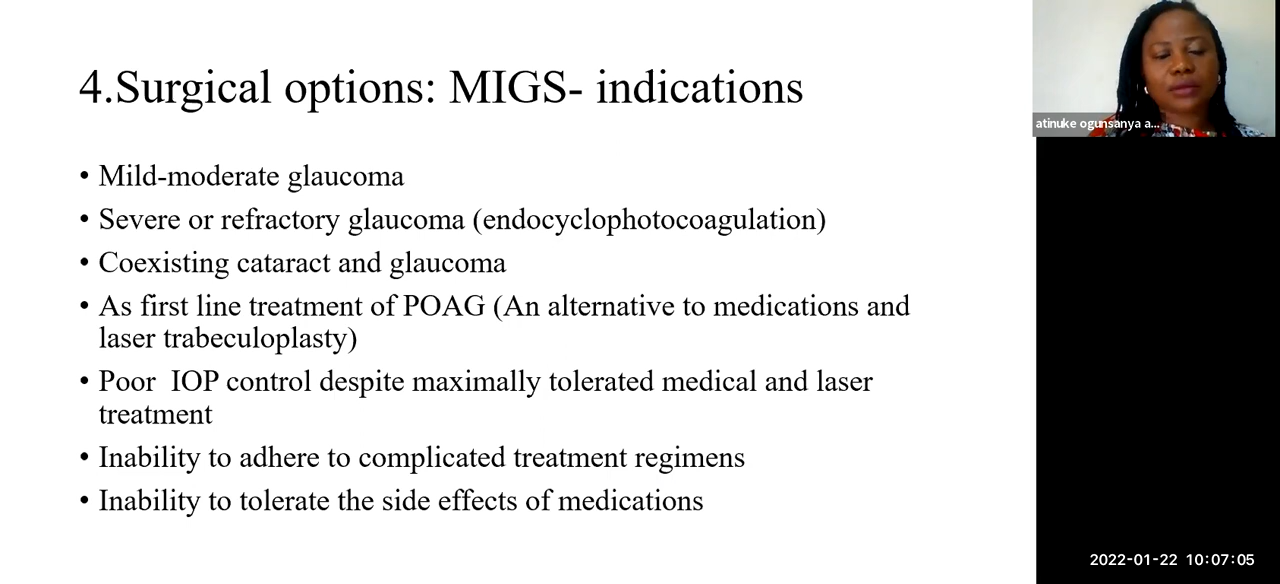 4.Surgical options: MIGS- indications
• Mild-moderate glaucoma
• Severe or refractory glaucoma (endocyclophotocoagulation)
• Coexisting cataract and glaucoma
• As first line treatment of POAG (An alternative to medications and
laser trabeculoplasty)
• Poor  IOP control despite maximally tolerated medical and laser
treatment
• Inability to adhere to complicated treatment regimens
• Inability to tolerate the side effects of medications
atinuke ogunsanya a...
2022-01-22 10:07:05